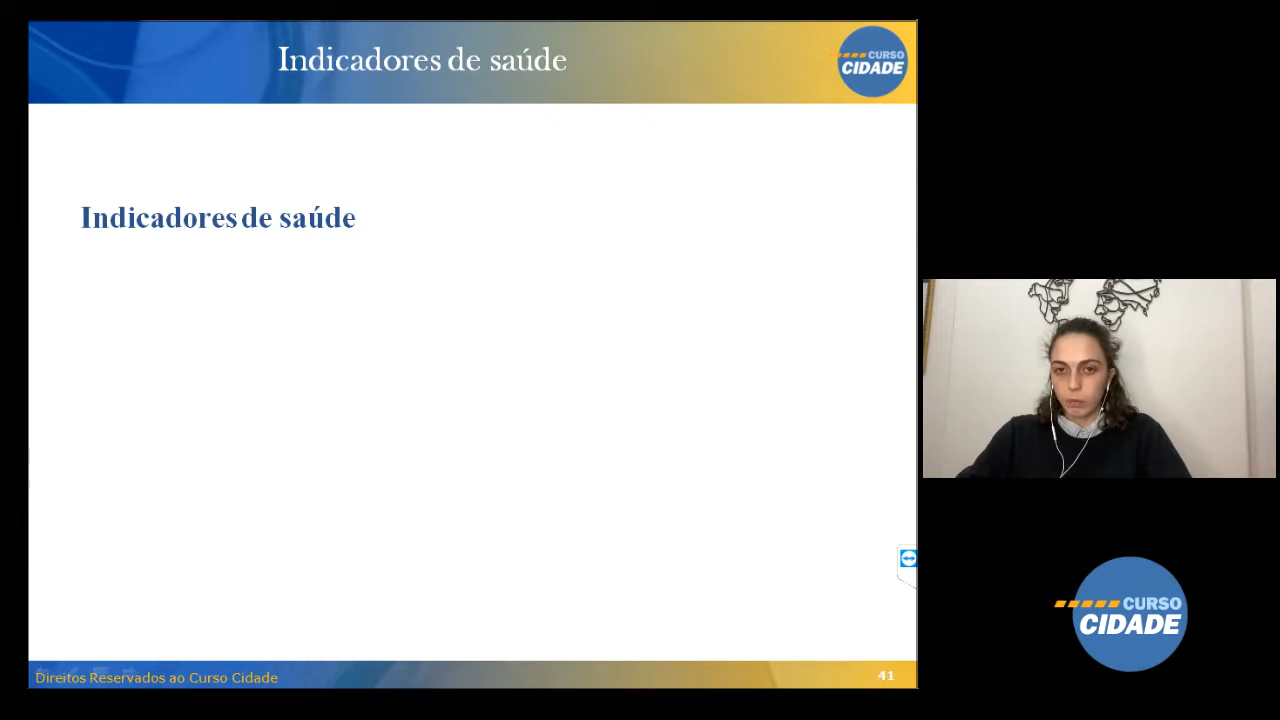 Indicadores de saúde
CURSO
CIDADE
Indicadores de saúde
CURSO
CIDADE
Direitos Reservados ao Curso Cidade
41